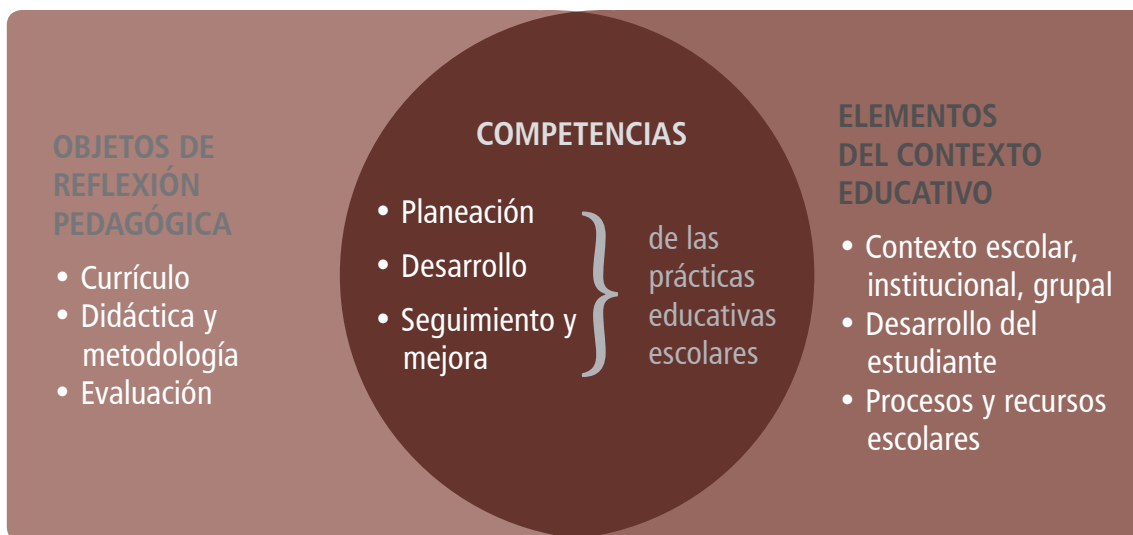 OBJETOS DE
REFLEXIÓN
PEDAGÓGICA
• Currículo
• Didáctica y
metodología
• Evaluación
COMPETENCIAS
• Planeación
• Desarrollo
• Seguimiento y
mejora
}
de las
prácticas
educativas
escolares
ELEMENTOS
DEL CONTEXTO
EDUCATIVO
• Contexto escolar,
institucional, grupal
• Desarrollo del
estudiante
• Procesos y recursos
escolares